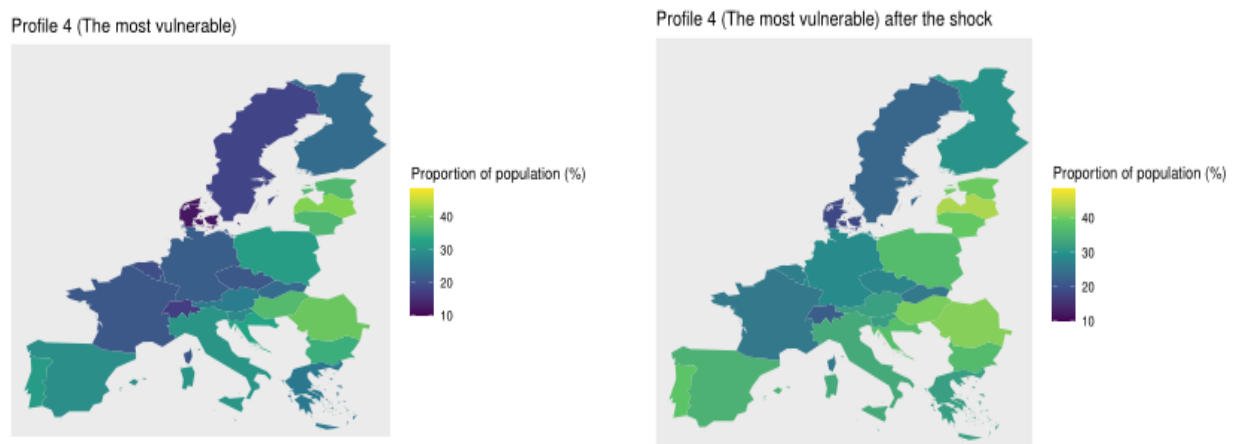 Profile 4 (The most vulnerable)
Proportion of population (%)
40
30
20
10
Profile 4 (The most vulnerable) after the shock
Proportion of population (%)
40
30
20
10